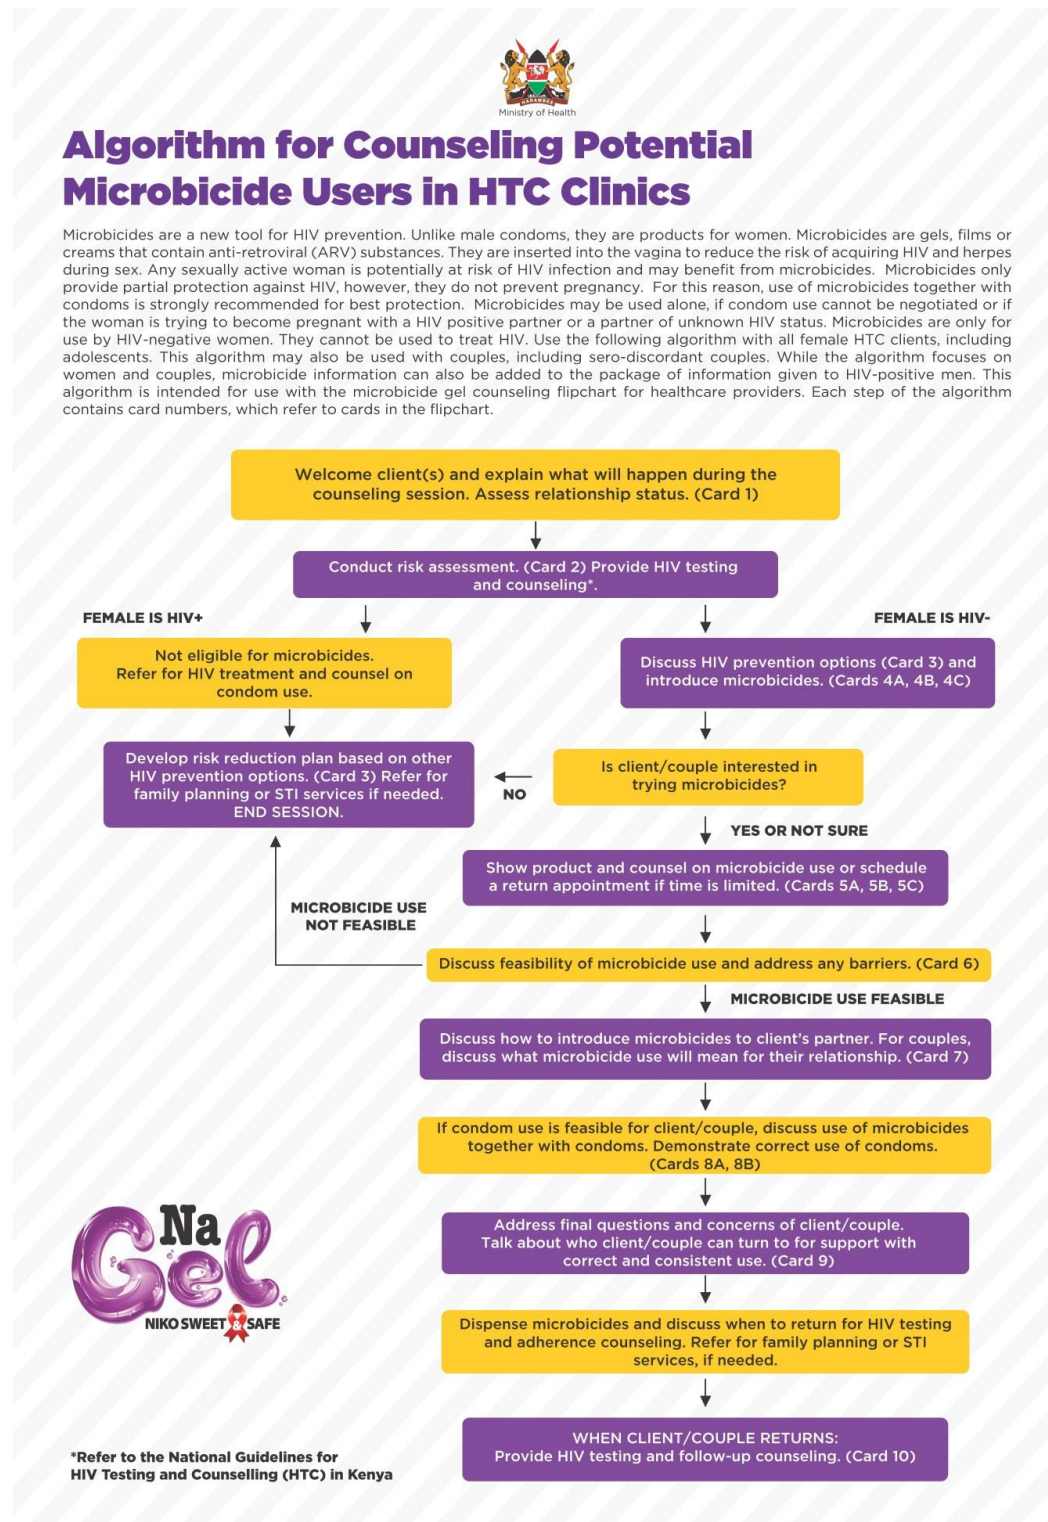 HARAMBEE
Ministry of Health
Algorithm for Counseling Potential
Microbicide Users in HTC Clinics
Microbicides are a new tool for HIV prevention. Unlike male condoms, they are products for women. Microbicides are gels, films or
creams that contain anti-retroviral (ARV) substances. They are inserted into the vagina to reduce the risk of acquiring HIV and herpes
during sex. Any sexually active woman is potentially at risk of HIV infection and may benefit from microbicides. Microbicides only
provide partial protection against HIV, however, they do not prevent pregnancy. For this reason, use of microbicides together with
condoms is strongly recommended for best protection. Microbicides may be used alone, if condom use cannot be negotiated or if
the woman is trying to become pregnant with a HIV positive partner or a partner of unknown HIV status. Microbicides are only for
use by HIV-negative women. They cannot be used to treat HIV. Use the following algorithm with all female HTC clients, including
adolescents. This algorithm may also be used with couples, including sero-discordant couples. While the algorithm focuses on
women and couples, microbicide information can also be added to the package of information given to HIV-positive men. This
algorithm is intended for use with the microbicide gel counseling flipchart for healthcare providers. Each step of the algorithm
contains card numbers, which refer to cards in the flipchart.
Welcome client(s) and explain what will happen during the
counseling session. Assess relationship status. (Card 1)
Conduct risk assessment. (Card 2) Provide HIV testing
and counseling*.
FEMALE IS HIV+
FEMALE IS HIV-
Not eligible for microbicides.
Refer for HIV treatment and counsel on
condom use.
Discuss HIV prevention options (Card 3) and
introduce microbicides. (Cards 4A, 4B, 4C)
Develop risk reduction plan based on other
HIV prevention options. (Card 3) Refer for
family planning or STI services if needed.
END SESSION.
NO
Is client/couple interested in
trying microbicides?
YES OR NOT SURE
Show product and counsel on microbicide use or schedule
a return appointment if time is limited. (Cards 5A, 5B, 5C)
MICROBICIDE USE
NOT FEASIBLE
Discuss feasibility of microbicide use and address any barriers. (Card 6)
MICROBICIDE USE FEASIBLE
Discuss how to introduce microbicides to client's partner. For couples,
discuss what microbicide use will mean for their relationship. (Card 7)
If condom use is feasible for client/couple, discuss use of microbicides
together with condoms. Demonstrate correct use of condoms.
(Cards 8A, 8B)
Address final questions and concerns of client/couple.
Talk about who client/couple can turn to for support with
correct and consistent use. (Card 9)
Dispense microbicides and discuss when to return for HIV testing
and adherence counseling. Refer for family planning or STI
services, if needed.
WHEN CLIENT/COUPLE RETURNS:
Provide HIV testing and follow-up counseling. (Card 10)
Na
Gel
NIKO SWEET & SAFE
*Refer to the National Guidelines for
HIV Testing and Counselling (HTC) in Kenya